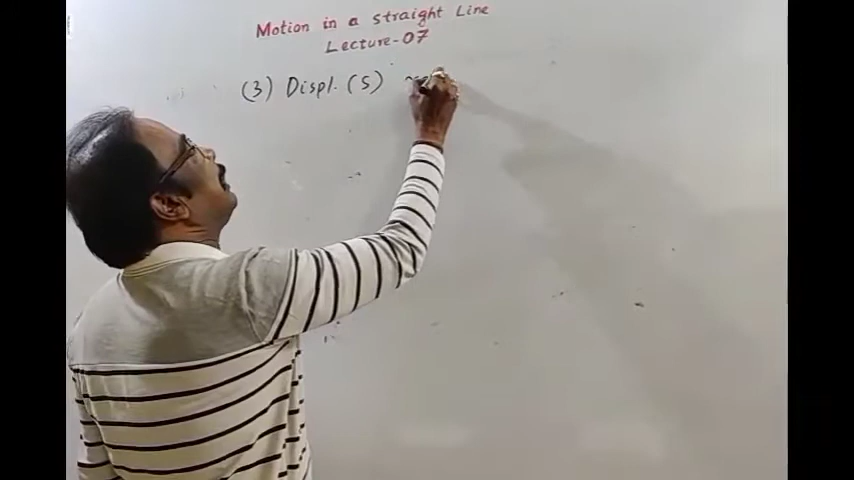 Motion in a straight Line
Lecture-07
(3) Displ. (S)